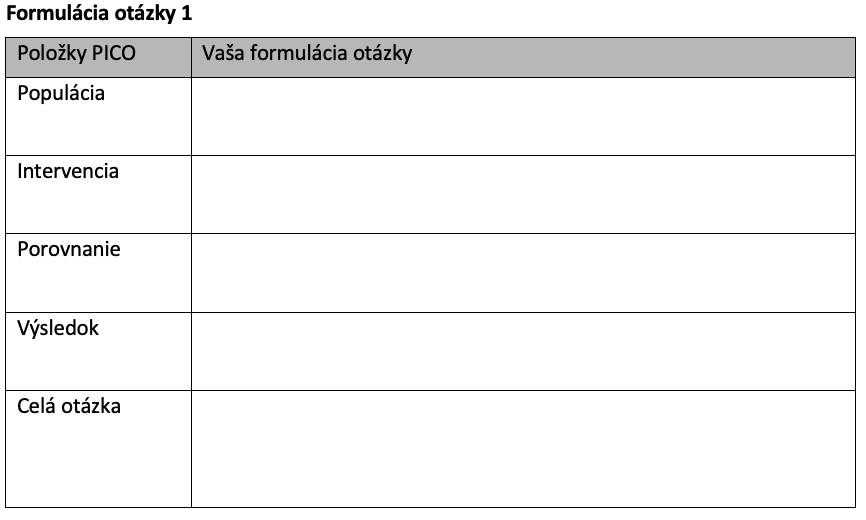 Formulácia otázky 1
Položky PICO Vaša formulácia otázky
Populácia
Intervencia
Porovnanie
Výsledok
Celá otázka